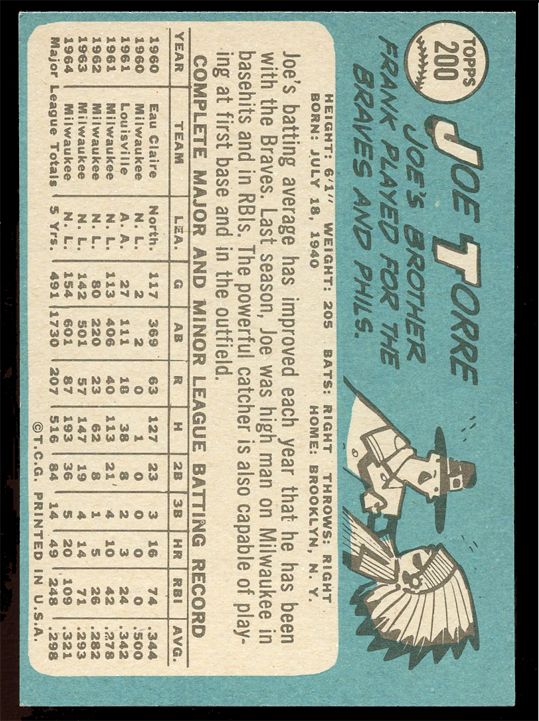 TOPPS
200
JOE TORRE
JOE'S BROTHER
FRANK PLAYED FOR THE
BRAVES AND PHILS.
HEIGHT: 6'1" WEIGHT: 205 BATS: RIGHT THROWS: RIGHT
BORN: JULY 18, 1940 HOME: BROOKLYN, N. Y.
Joe's batting average has improved each year that he has been
with the Braves. Last season, Joe was high man on Milwaukee in
basehits and in RBIs. The powerful catcher is also capable of play-
ing at first base and in the outfield.
COMPLETE MAJOR AND MINOR LEAGUE BATTING RECORD
YEAR TEAM LEA. G AB R H 2B 3B HR RBI AVG.
1960 Eau Claire North. 117 369 63 127 23 3 16 74 .344
1960 Milwaukee N. L. 2 2 0 1 0 0 0 0 .500
1961 Louisville A. A. 27 111 18 38 8 2 3 24 .342
1961 Milwaukee N. L. 113 406 40 113 21 4 10 42 .278
1962 Milwaukee N. L. 80 220 23 62 8 1 5 26 .282
1963 Milwaukee N. L. 142 501 57 147 19 4 14 71 .293
1964 Milwaukee N. L. 154 601 87 193 36 5 20 109 .321
Major League Totals 5 Yrs. 491 1730 207 516 84 14 49 248 .298
©T.C.G. PRINTED IN U.S.A.